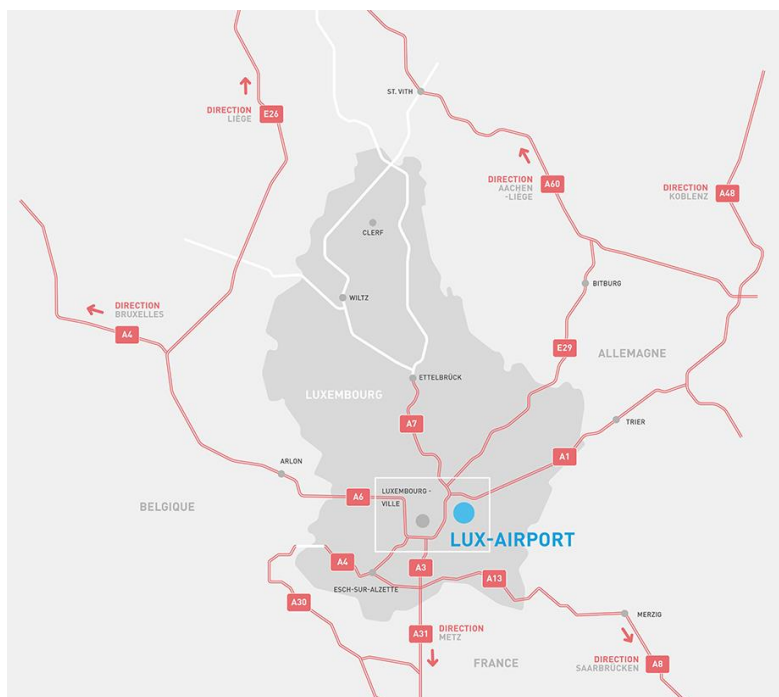 ST. VITH
DIRECTION
LIÈGE
E26
DIRECTION
AACHEN
-LIÈGE
A60
DIRECTION
KOBLENZ
A48
CLERF
BITBURG
WILTZ
DIRECTION
BRUXELLES
A4
E29
ALLEMAGNE
ETTELBRÜCK
LUXEMBOURG
A7
TRIER
A1
ARLON
A6
LUXEMBOURG -
VILLE
BELGIQUE
LUX-AIRPORT
A4
A3
A13
ESCH-SUR-ALZETTE
A30
MERZIG
A31
DIRECTION
METZ
FRANCE
DIRECTION
SAARBRÜCKEN
A8